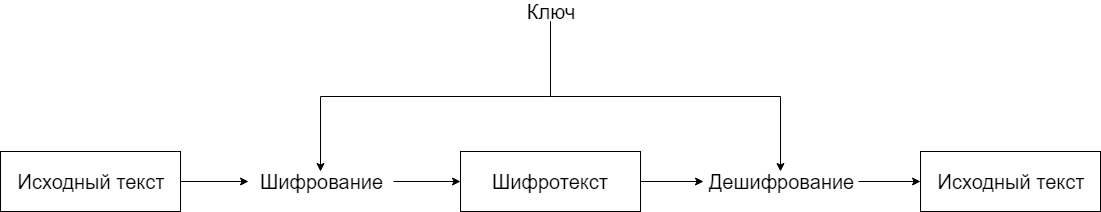 Ключ
Исходный текст
Шифрование
Шифротекст
Дешифрование
Исходный текст